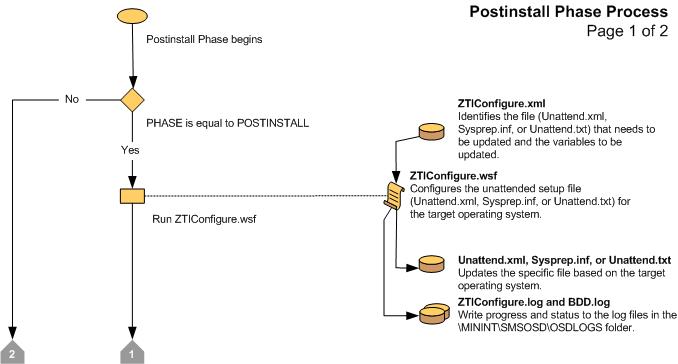 Postinstall Phase Process
Page 1 of 2
Postinstall Phase begins
No
PHASE is equal to POSTINSTALL
Yes
Run ZTIConfigure.wsf
ZTIConfigure.xml
Identifies the file (Unattend.xml,
Sysprep.inf, or Unattend.txt) that needs to
be updated and the variables to be
updated.
ZTIConfigure.wsf
Configures the unattended setup file
(Unattend.xml, Sysprep.inf, or Unattend.txt) for
the target operating system.
Unattend.xml, Sysprep.inf, or Unattend.txt
Updates the specific file based on the target
operating system.
ZTIConfigure.log and BDD.log
Write progress and status to the log files in the
\MININT\SMSOSD\OSDLOGS folder.
2
1